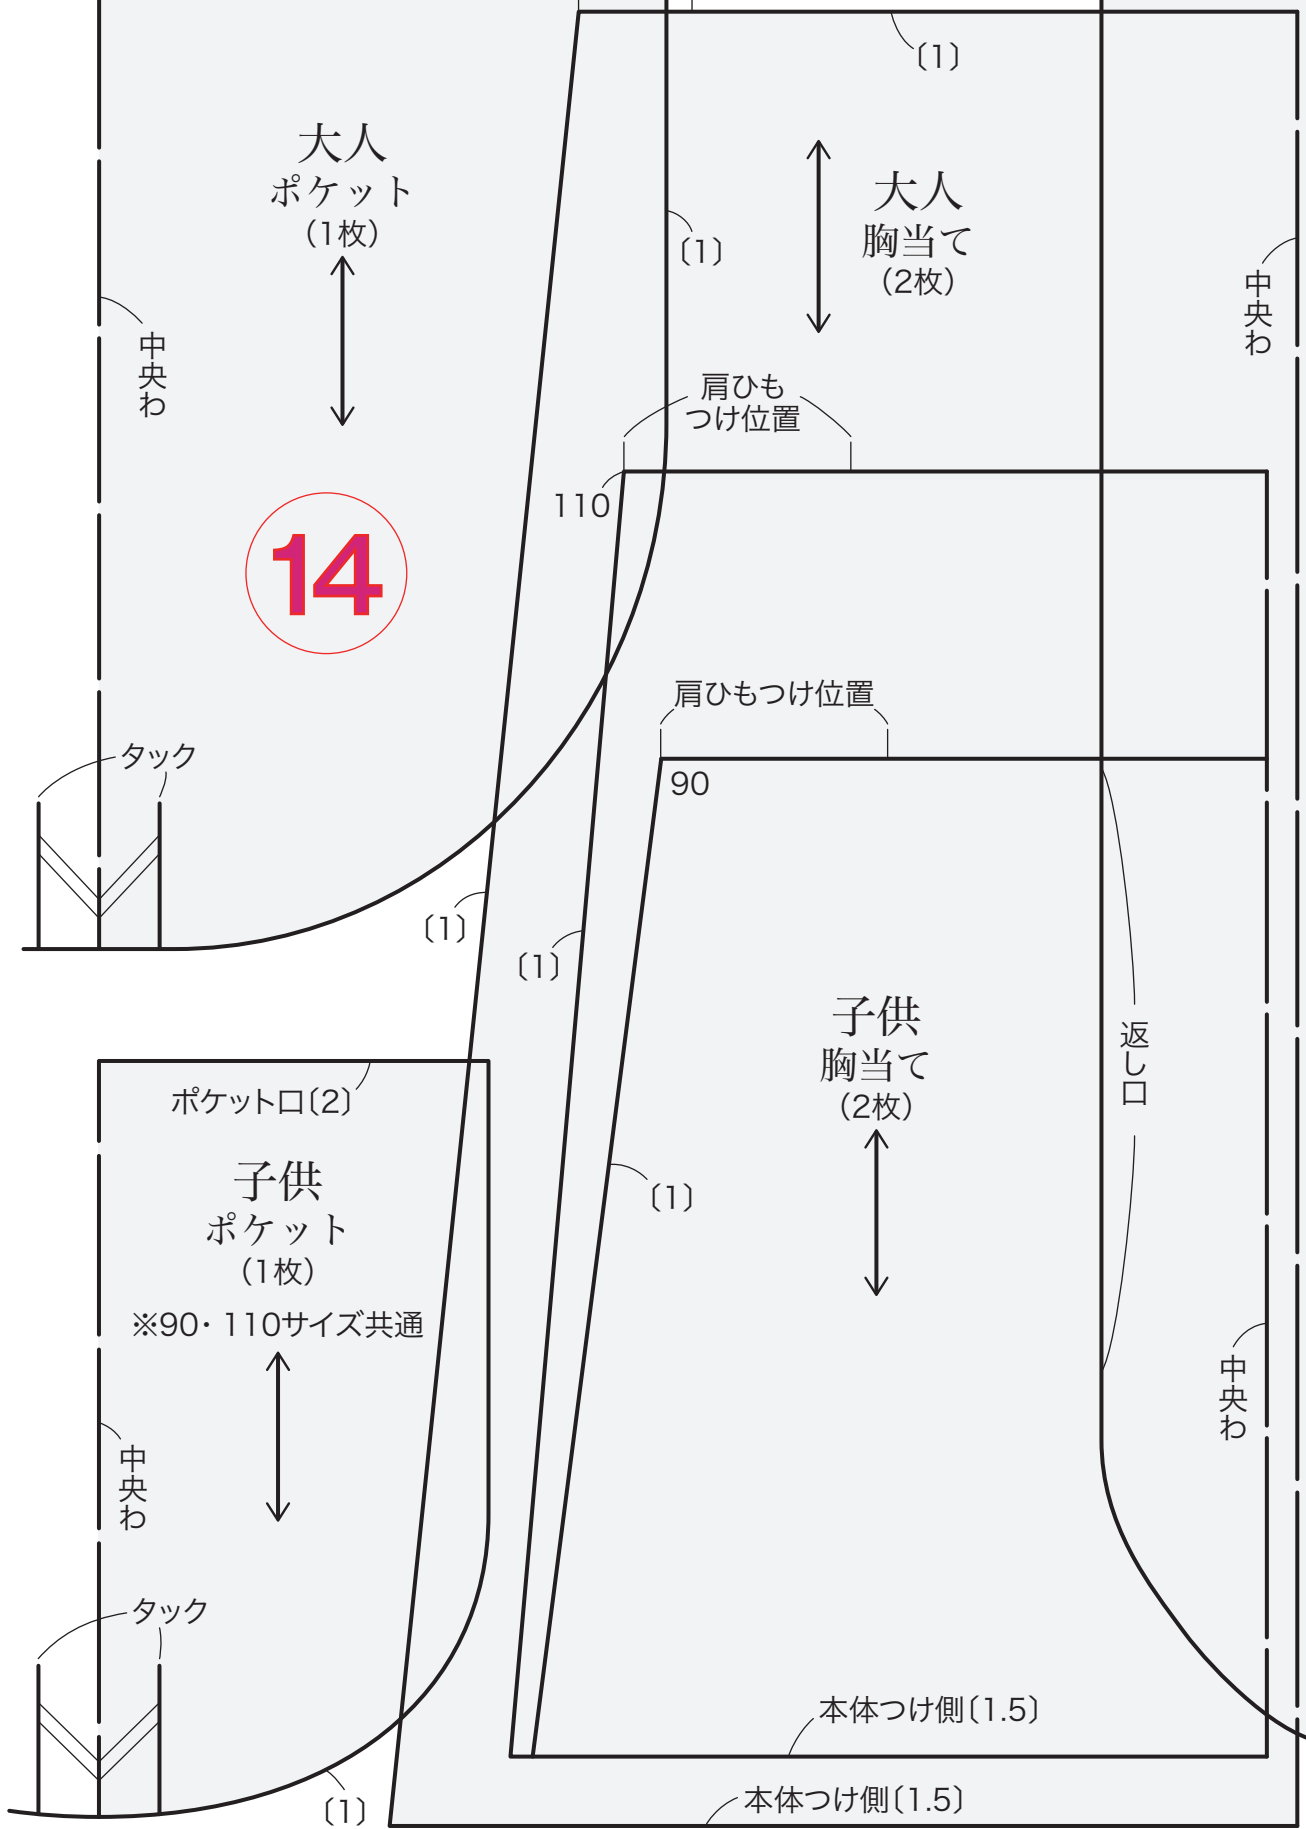 〔1〕
大人
ポケット
（1枚）
中央わ
〔1〕
大人
胸当て
（2枚）
中央わ
肩ひも
つけ位置
110
14
肩ひもつけ位置
90
タック
〔1〕
〔1〕
子供
胸当て
（2枚）
返し口
ポケット口〔2〕
子供
ポケット
（1枚）
※90・110サイズ共通
〔1〕
中央わ
中央わ
タック
本体つけ側〔1.5〕
本体つけ側〔1.5〕
〔1〕